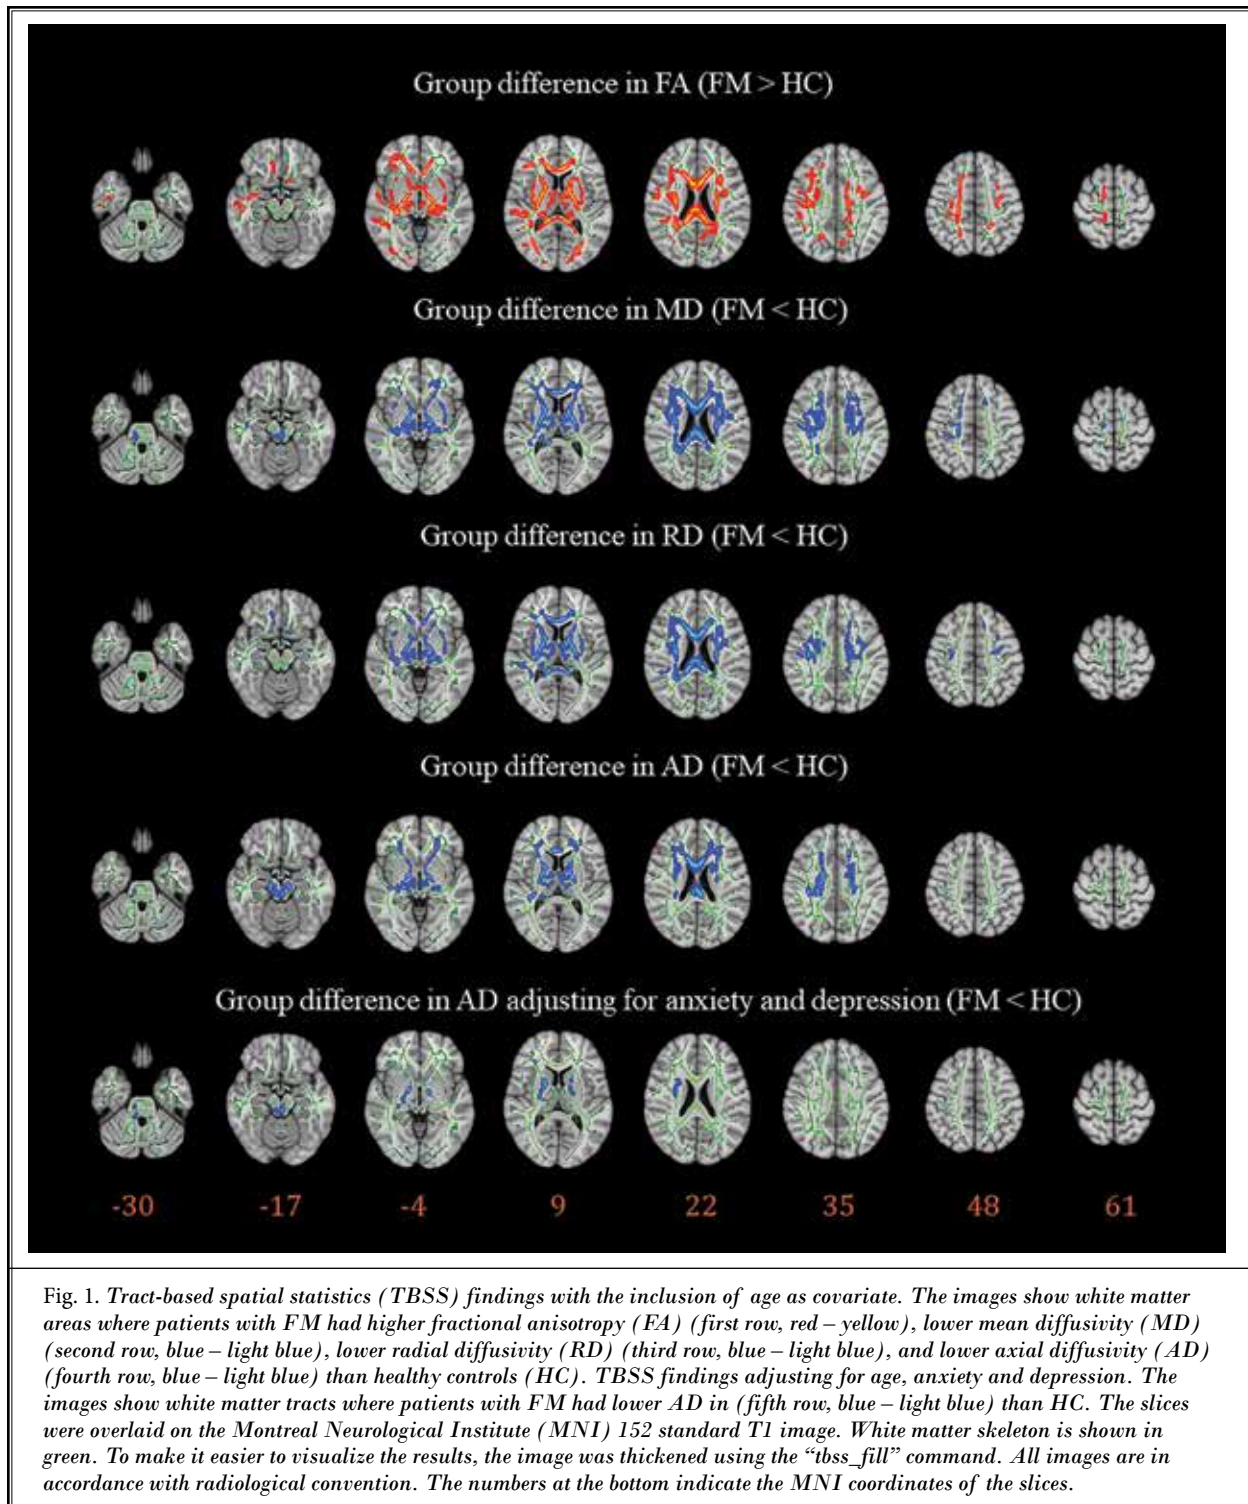 Group difference in FA (FM > HC)
Group difference in MD (FM < HC)
Group difference in RD (FM < HC)
Group difference in AD (FM < HC)
Group difference in AD adjusting for anxiety and depression (FM < HC)
-30 -17 -4 9 22 35 48 61
Fig. 1. Tract-based spatial statistics (TBSS) findings with the inclusion of age as covariate. The images show white matter
areas where patients with FM had higher fractional anisotropy (FA) (first row, red – yellow), lower mean diffusivity (MD)
(second row, blue – light blue), lower radial diffusivity (RD) (third row, blue – light blue), and lower axial diffusivity (AD)
(fourth row, blue – light blue) than healthy controls (HC). TBSS findings adjusting for age, anxiety and depression. The
images show white matter tracts where patients with FM had lower AD in (fifth row, blue – light blue) than HC. The slices
were overlaid on the Montreal Neurological Institute (MNI) 152 standard T1 image. White matter skeleton is shown in
green. To make it easier to visualize the results, the image was thickened using the “tbss_fill” command. All images are in
accordance with radiological convention. The numbers at the bottom indicate the MNI coordinates of the slices.